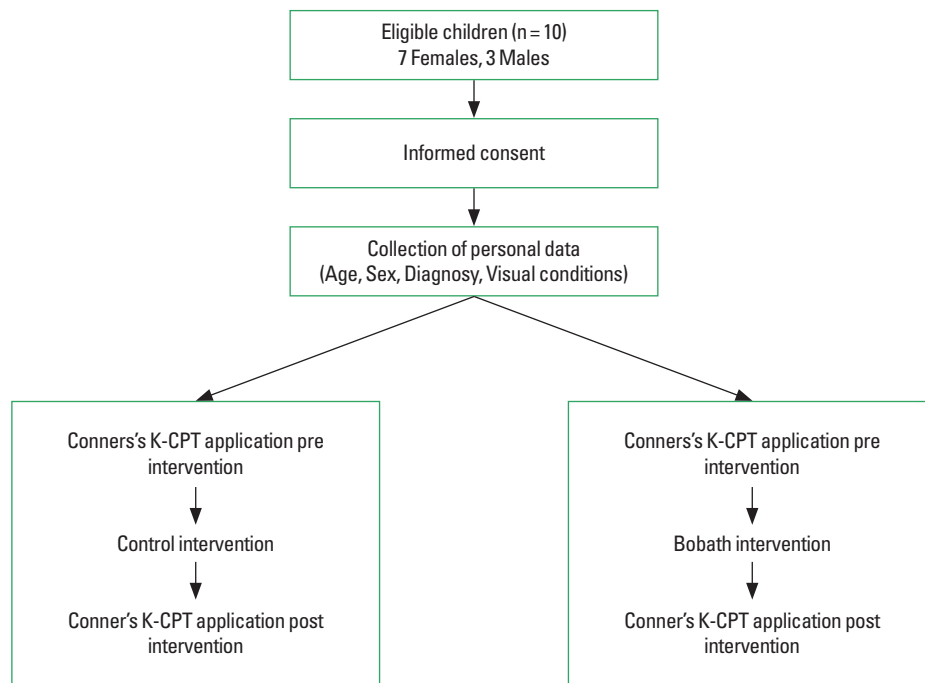 Eligible children (n = 10)
7 Females, 3 Males
Informed consent
Collection of personal data
(Age, Sex, Diagnosy, Visual conditions)
Conners's K-CPT application pre
intervention
Control intervention
Conner's K-CPT application post
intervention
Conners's K-CPT application pre
intervention
Bobath intervention
Conner's K-CPT application post
intervention